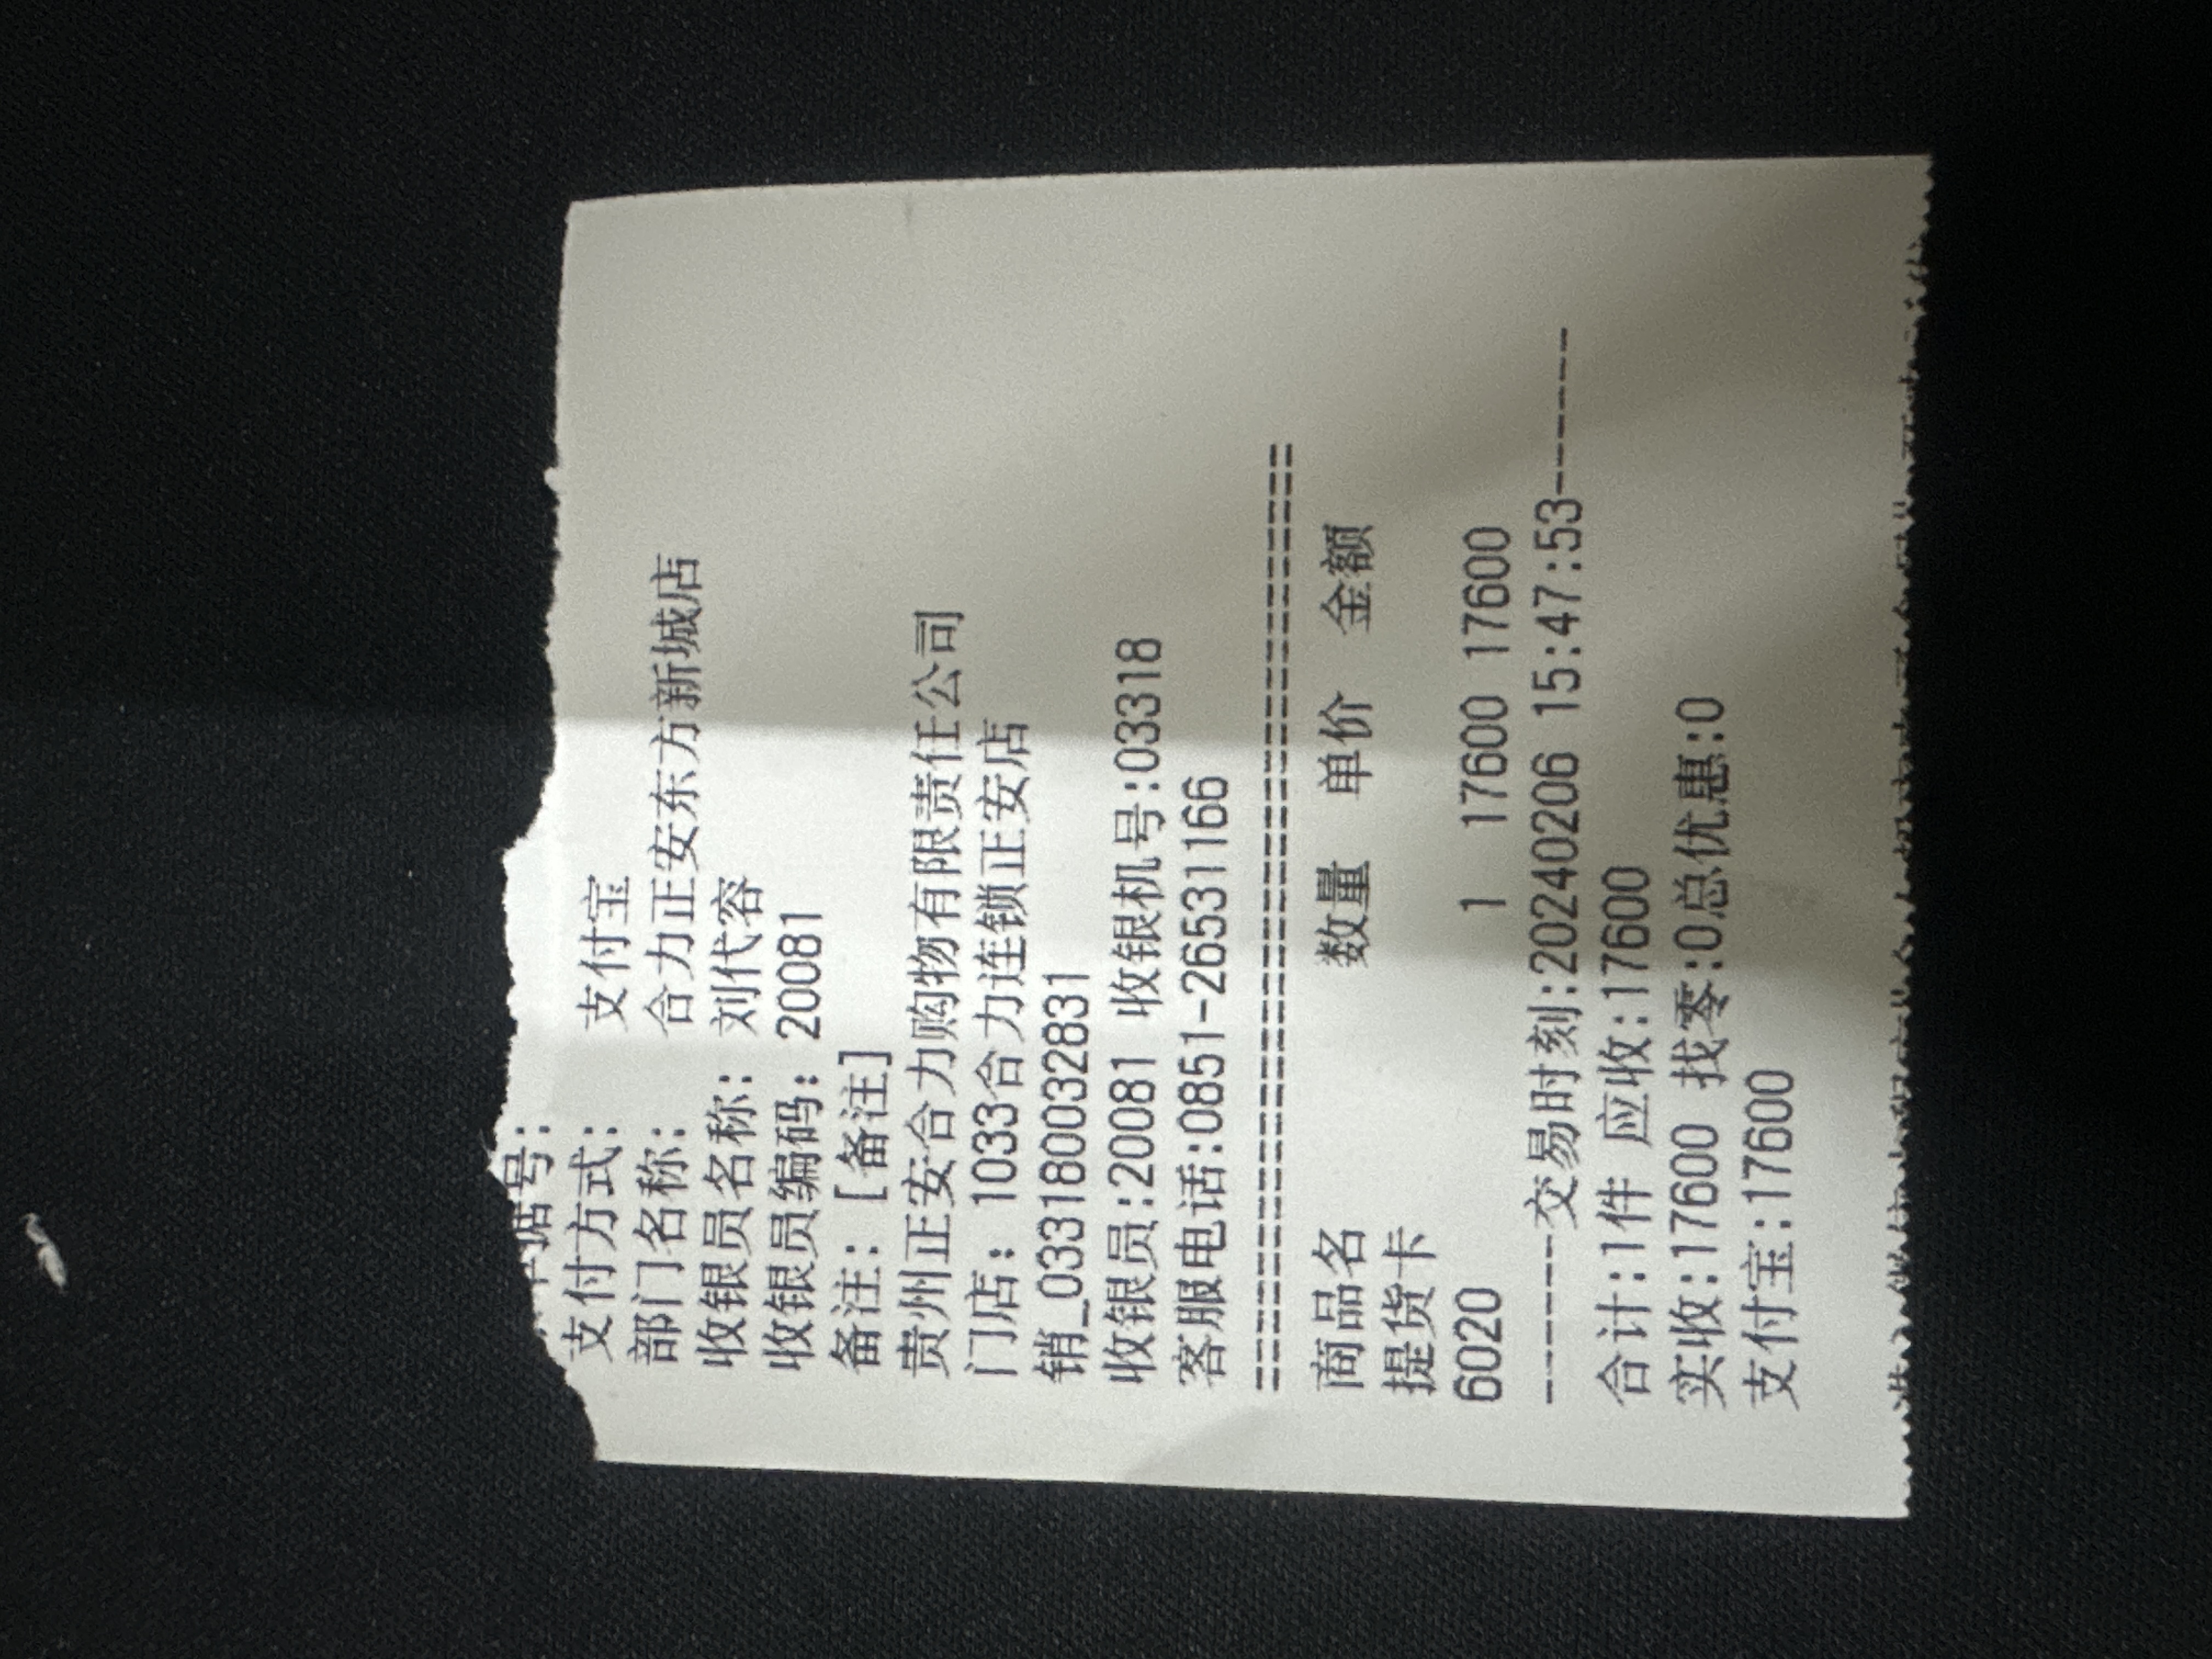 单据号：
支付方式： 支付宝
部门名称： 合力正安东方新城店
收银员名称： 刘代容
收银员编码： 20081
备注： [备注]
贵州正安合力购物有限责任公司
门店：1033合力连锁正安店
销_0331800032831
收银员:20081 收银机号:03318
客服电话:0851-26531166
================================
商品名 数量 单价 金额
提货卡
6020 1 17600 17600
-------交易时刻:20240206 15:47:53-------
合计:1件 应收:17600
实收:17600 找零:0总优惠:0
支付宝:17600